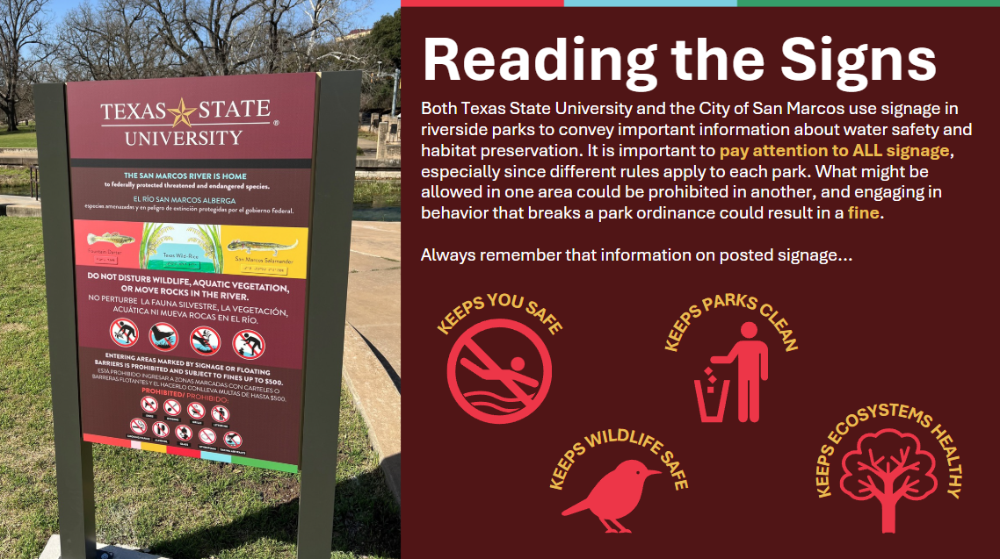 TEXAS STATE
UNIVERSITY
®
THE SAN MARCOS RIVER IS HOME
to federally protected threatened and endangered species.
EL RÍO SAN MARCOS ALBERGA
especies amenazadas y en peligro de extinción protegidas por el gobierno federal.
Fountain Darter
Texas Wild-Rice
San Marcos Salamander
DO NOT DISTURB WILDLIFE, AQUATIC VEGETATION,
OR MOVE ROCKS IN THE RIVER.
NO PERTURBE LA FAUNA SILVESTRE, LA VEGETACIÓN,
ACUÁTICA NI MUEVA ROCAS EN EL RÍO.
ENTERING AREAS MARKED BY SIGNAGE OR FLOATING
BARRIERS IS PROHIBITED AND SUBJECT TO FINES UP TO $500.
ESTÁ PROHIBIDO INGRESAR A ZONAS MARCADAS CON CARTELES O
BARRERAS FLOTANTES Y EL HACERLO CONLLEVA MULTAS DE HASTA $500.
PROHIBITED/ PROHIBIDO:
Reading the Signs
Both Texas State University and the City of San Marcos use signage in
riverside parks to convey important information about water safety and
habitat preservation. It is important to pay attention to ALL signage,
especially since different rules apply to each park. What might be
allowed in one area could be prohibited in another, and engaging in
behavior that breaks a park ordinance could result in a fine.
Always remember that information on posted signage...
KEEPS YOU SAFE
KEEPS PARKS CLEAN
KEEPS WILDLIFE SAFE
KEEPS ECOSYSTEMS HEALTHY